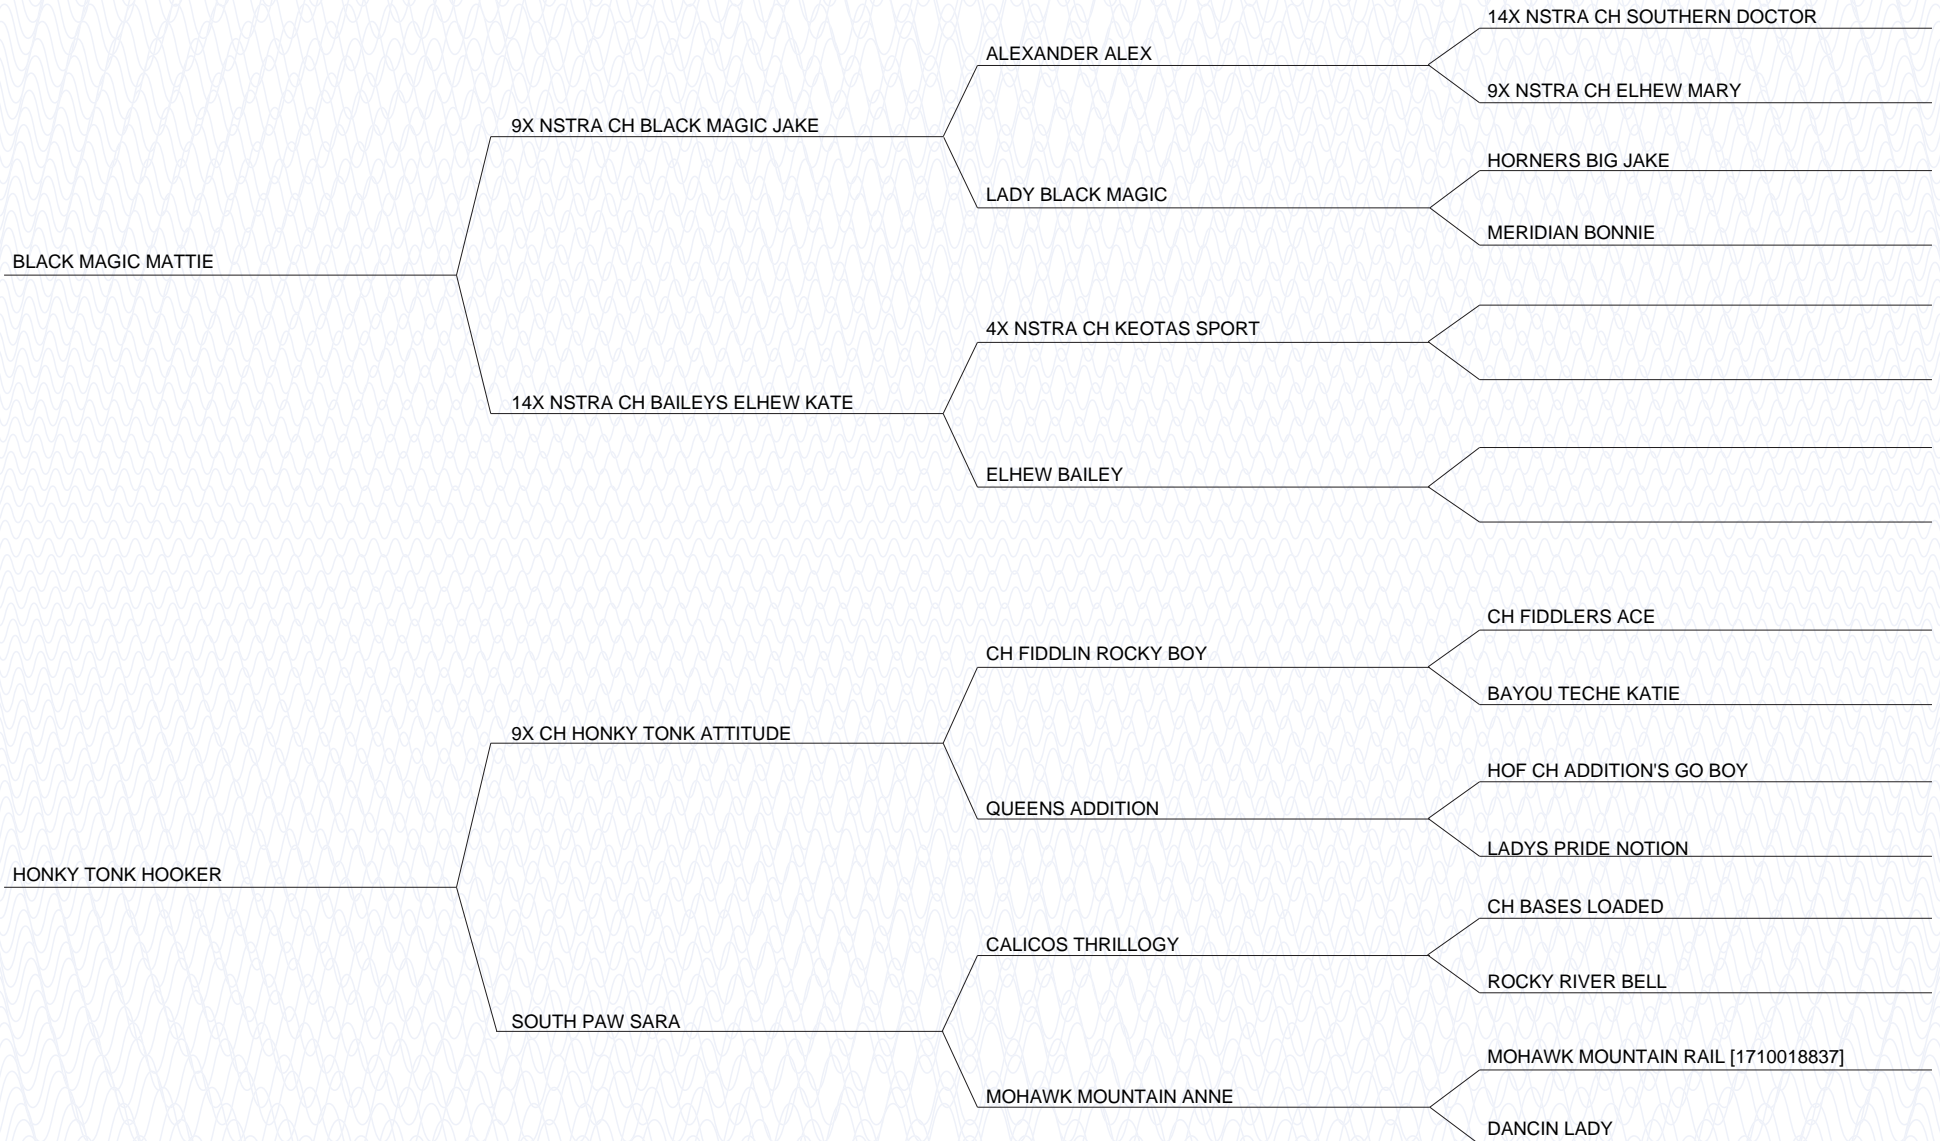 14X NSTRA CH SOUTHERN DOCTOR
ALEXANDER ALEX
9X NSTRA CH ELHEW MARY
9X NSTRA CH BLACK MAGIC JAKE
HORNERS BIG JAKE
LADY BLACK MAGIC
MERIDIAN BONNIE
BLACK MAGIC MATTIE
4X NSTRA CH KEOTAS SPORT
14X NSTRA CH BAILEYS ELHEW KATE
ELHEW BAILEY
CH FIDDLERS ACE
CH FIDDLIN ROCKY BOY
BAYOU TECHE KATIE
9X CH HONKY TONK ATTITUDE
HOF CH ADDITION'S GO BOY
QUEENS ADDITION
LADYS PRIDE NOTION
HONKY TONK HOOKER
CH BASES LOADED
CALICOS THRILLOGY
ROCKY RIVER BELL
SOUTH PAW SARA
MOHAWK MOUNTAIN RAIL [1710018837]
MOHAWK MOUNTAIN ANNE
DANCIN LADY